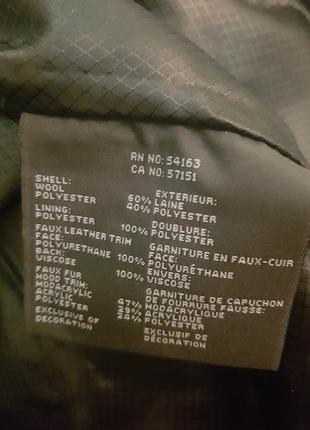 RN NO: 54163
CA NO: 57151
SHELL: EXTERIEUR:
WOOL 60% LAINE
POLYESTER 40% POLYESTER
LINING: DOUBLURE:
POLYESTER 100% POLYESTER
FAUX LEATHER TRIM GARNITURE EN FAUX-CUIR
FACE: FACE:
POLYURETHANE 100% POLYURÉTHANE
BACK: ENVERS:
VISCOSE 100% VISCOSE
FAUX FUR GARNITURE DE CAPUCHON
HOOD TRIM: DE FOURRURE FAUSSE:
MODACRYLIC 47% MODACRYLIQUE
ACRYLIC 29% ACRYLIQUE
POLYESTER 24% POLYESTER
EXCLUSIVE OF EXCLUSIF DE
DECORATION DÉCORATION